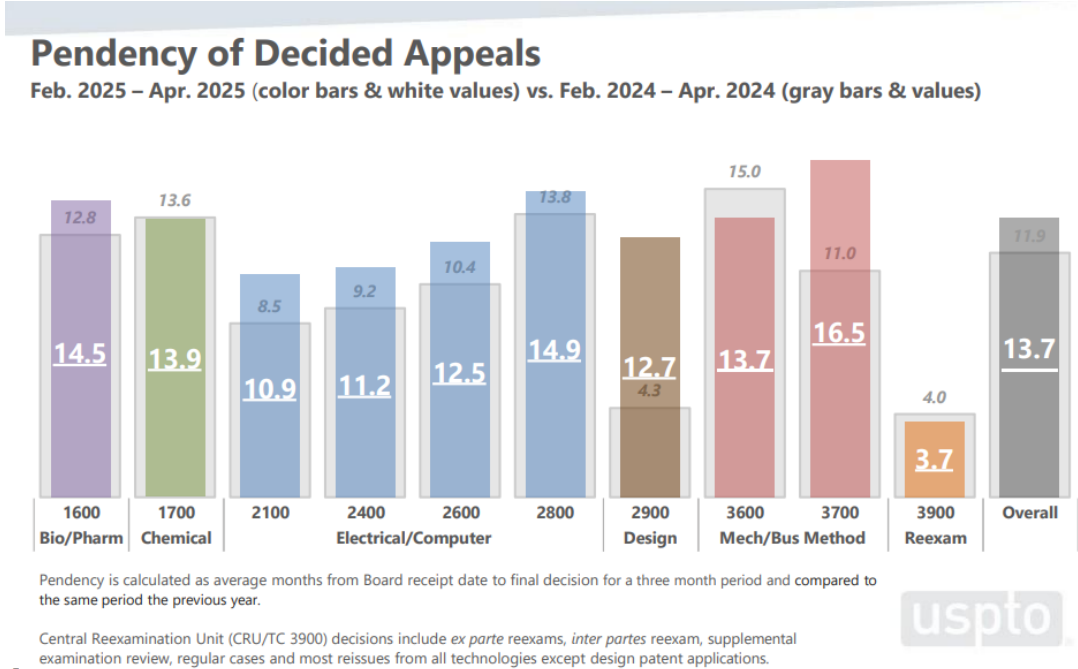 Pendency of Decided Appeals
Feb. 2025 – Apr. 2025 (color bars & white values) vs. Feb. 2024 – Apr. 2024 (gray bars & values)
12.8
14.5
13.6
13.9
8.5
10.9
9.2
11.2
10.4
12.5
13.8
14.9
12.7
4.3
15.0
13.7
11.0
16.5
4.0
3.7
11.9
13.7
1600 1700 2100 2400 2600 2800 2900 3600 3700 3900 Overall
Bio/Pharm Chemical Electrical/Computer Design Mech/Bus Method Reexam
Pendency is calculated as average months from Board receipt date to final decision for a three month period and compared to
the same period the previous year.
Central Reexamination Unit (CRU/TC 3900) decisions include ex parte reexams, inter partes reexam, supplemental
examination review, regular cases and most reissues from all technologies except design patent applications.
uspto